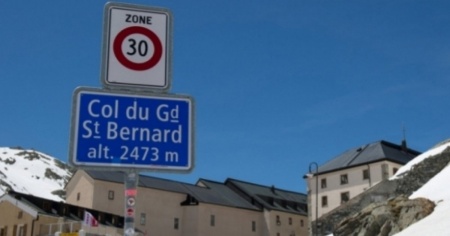 ZONE
30
Col du Gd
St Bernard
alt. 2473 m